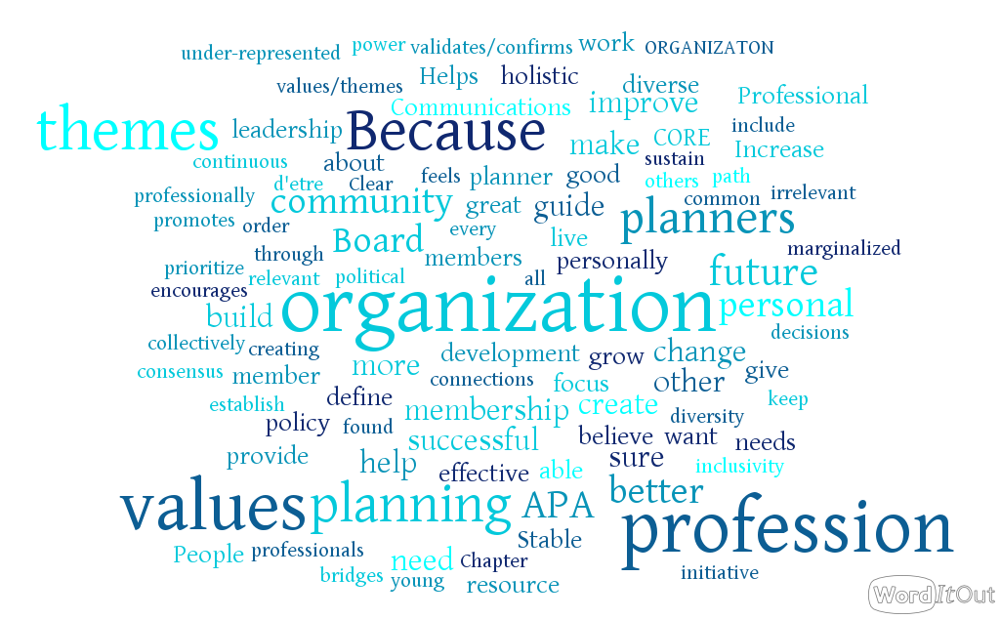 under-represented power validates/confirms work ORGANIZATON
values/themes Helps holistic diverse
Communications improve Professional
themes leadership Because make CORE include
continuous about sustain Increase
d'etre Clear feels planner good others path
professionally community great guide common irrelevant
promotes order Board every live planners
through members personally marginalized
prioritize relevant political all future
encourages organization personal
build decisions
collectively creating development grow change
consensus member more connections focus other give
establish define membership create keep
policy found successful believe want diversity needs
provide help effective able sure inclusivity
values planning APA better profession
People professionals need Chapter Stable
bridges young resource initiative
WordItOut